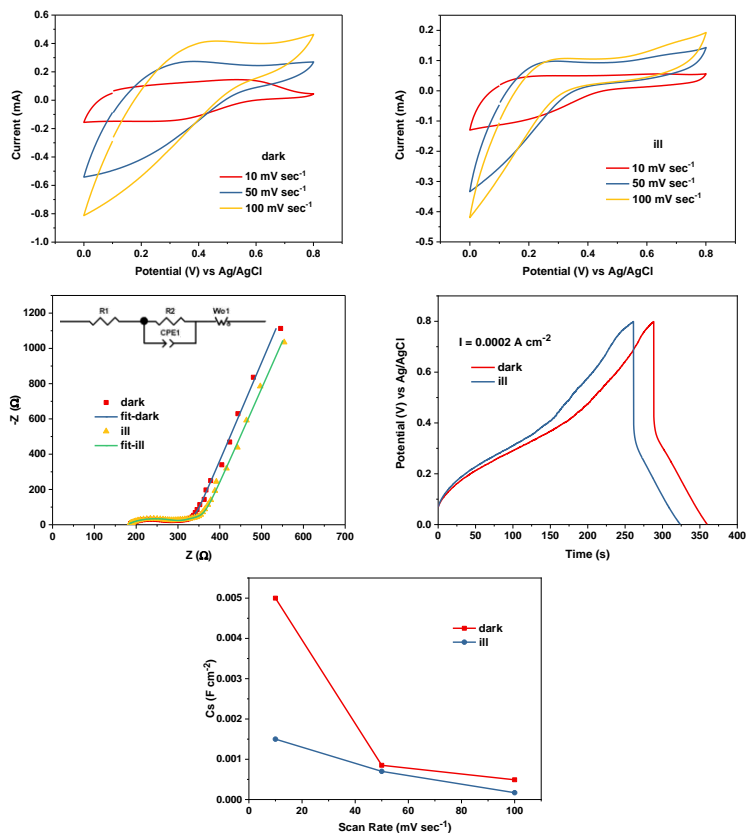 0.6
0.4
0.2
0.0
-0.2
-0.4
-0.6
-0.8
-1.0
Current (mA)
dark
10 mV sec⁻¹
50 mV sec⁻¹
100 mV sec⁻¹
0.0 0.2 0.4 0.6 0.8
Potential (V) vs Ag/AgCl
0.2
0.1
0.0
-0.1
-0.2
-0.3
-0.4
-0.5
Current (mA)
ill
10 mV sec⁻¹
50 mV sec⁻¹
100 mV sec⁻¹
0.0 0.2 0.4 0.6 0.8
Potential (V) vs Ag/AgCl
1200
1000
800
600
400
200
0
-Z (Ω)
R1 R2 Wo1
CPE1
dark
fit-dark
ill
fit-ill
0 100 200 300 400 500 600 700
Z (Ω)
0.8
0.6
0.4
0.2
0.0
Potential (V) vs Ag/AgCl
I = 0.0002 A cm⁻²
dark
ill
0 50 100 150 200 250 300 350 400
Time (s)
0.005
0.004
0.003
0.002
0.001
0.000
Cs (F cm⁻²)
dark
ill
0 20 40 60 80 100
Scan Rate (mV sec⁻¹)